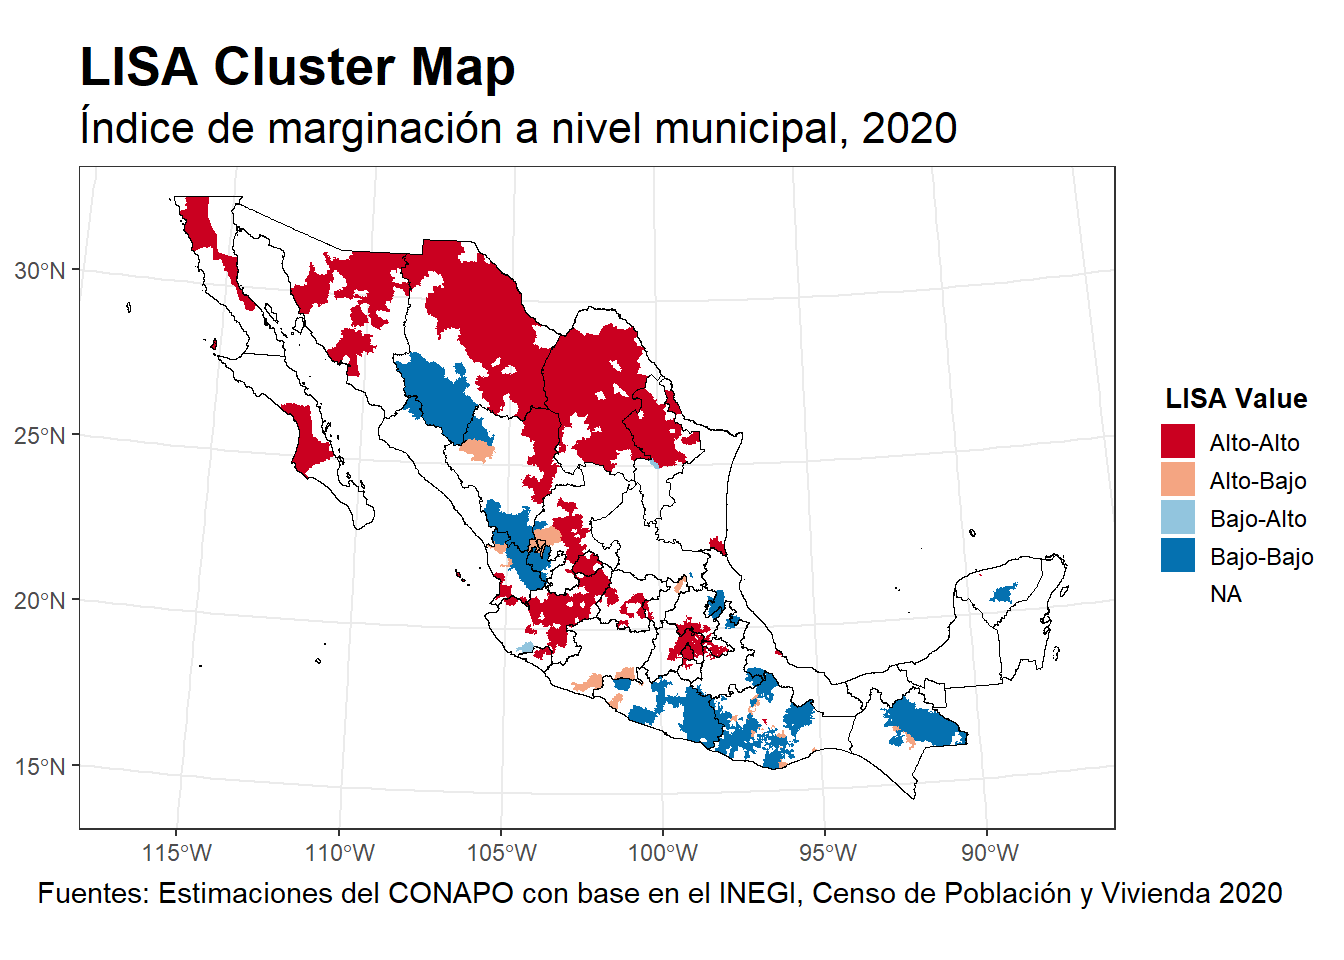 LISA Cluster Map
Índice de marginación a nivel municipal, 2020
30°N
25°N
20°N
15°N
115°W
110°W
105°W
100°W
95°W
90°W
LISA Value
Alto-Alto
Alto-Bajo
Bajo-Alto
Bajo-Bajo
NA
Fuentes: Estimaciones del CONAPO con base en el INEGI, Censo de Población y Vivienda 2020